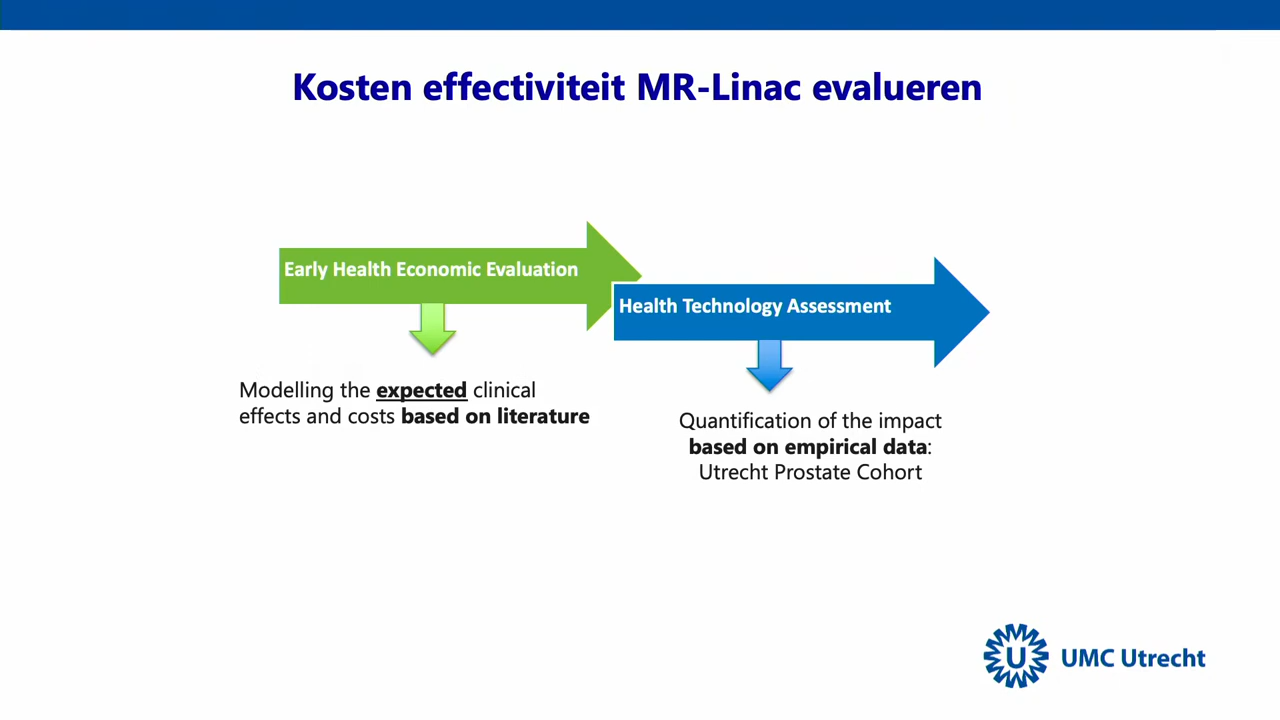 Kosten effectiviteit MR-Linac evalueren
Early Health Economic Evaluation
Health Technology Assessment
Modelling the expected clinical
effects and costs based on literature
Quantification of the impact
based on empirical data:
Utrecht Prostate Cohort
U
UMC Utrecht